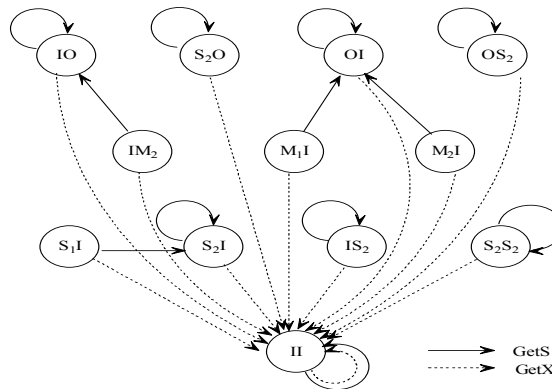 IO S₂O OI OS₂
IM₂ M₁I M₂I
S₁I S₂I IS₂ S₂S₂
II
GetS
GetX